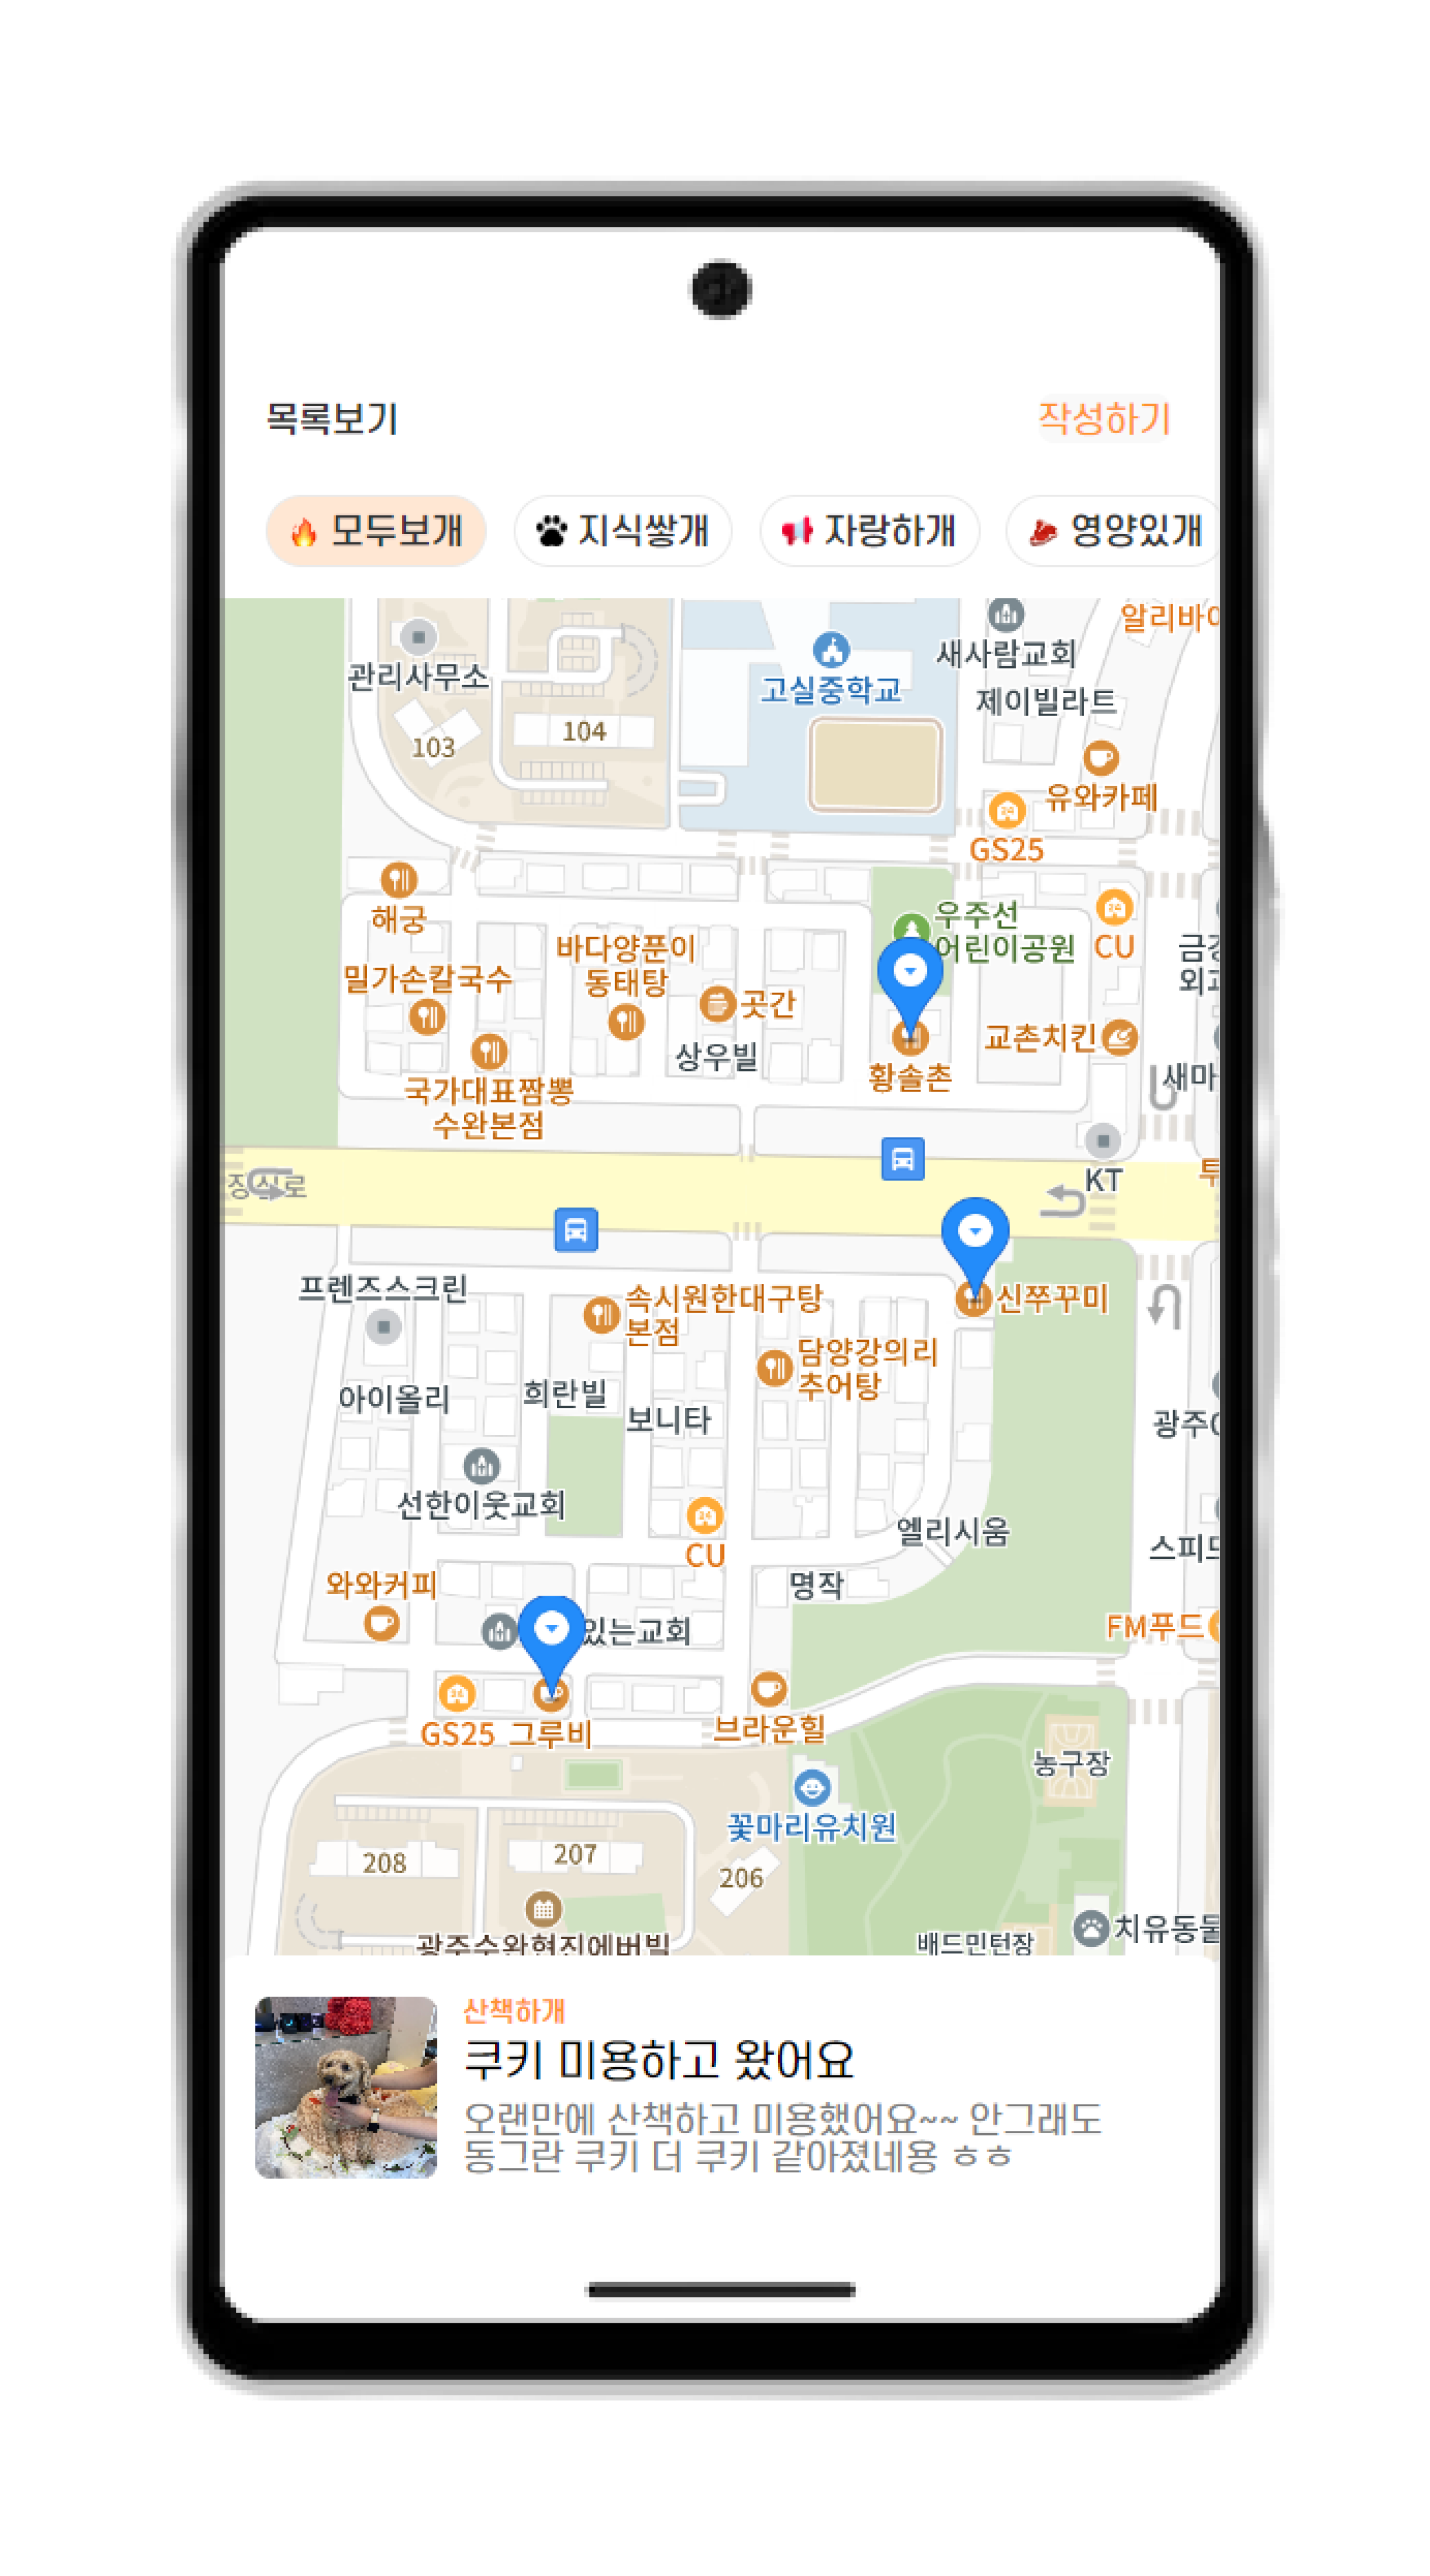 목록보기
작성하기
모두보개
지식쌓개
자랑하개
영양있개
관리사무소
고실중학교
새사람교회
알리바이
제이빌라트
103
104
유와카페
GS25
해궁
우주선
어린이공원
CU
밀가손칼국수
바다양푼이
동태탕
곳간
상우빌
국가대표짬뽕
수완본점
황솔촌
교촌치킨
새마
KT
장신로
프렌즈스크린
속시원한대구탕
본점
신쭈꾸미
담양강의리
추어탕
아이올리
희란빌
보니타
광주
선한이웃교회
CU
엘리시움
스피드
와와커피
명작
있는교회
FM푸드
GS25
그루비
브라운힐
농구장
꽃마리유치원
208
207
206
광주수완현진에버빌
배드민턴장
치유동물
산책하개
쿠키 미용하고 왔어요
오랜만에 산책하고 미용했어요~~ 안그래도
동그란 쿠키 더 쿠키 같아졌네용 ㅎㅎ